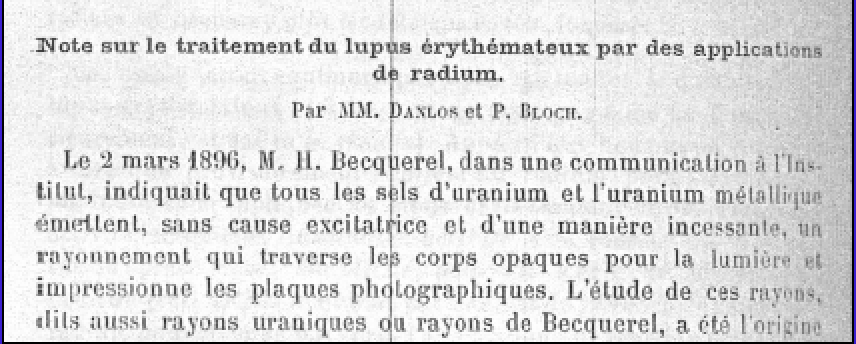 Note sur le traitement du lupus érythémateux par des applications
de radium.
Par MM. Danlos et P. Bloch.
Le 2 mars 1896, M. H. Becquerel, dans une communication à l'Ins-
titut, indiquait que tous les sels d'uranium et l'uranium métallique
émettent, sans cause excitatrice et d'une manière incessante, un
rayonnement qui traverse les corps opaques pour la lumière et
impressionne les plaques photographiques. L'étude de ces rayons,
dits aussi rayons uraniques ou rayons de Becquerel, a été l'origine